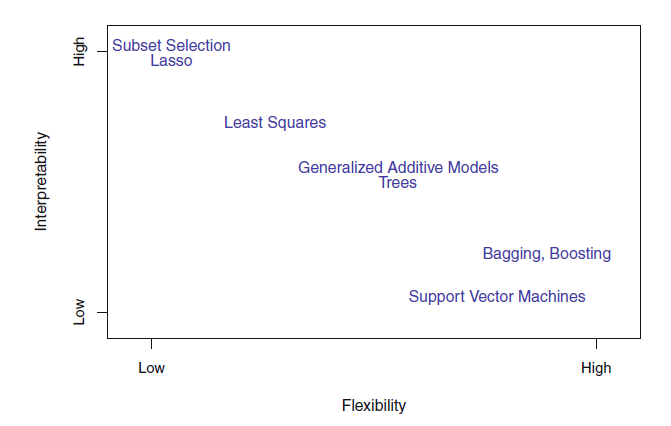 High
Subset Selection
Lasso
Least Squares
Interpretability
Generalized Additive Models
Trees
Bagging, Boosting
Support Vector Machines
Low
Low
High
Flexibility